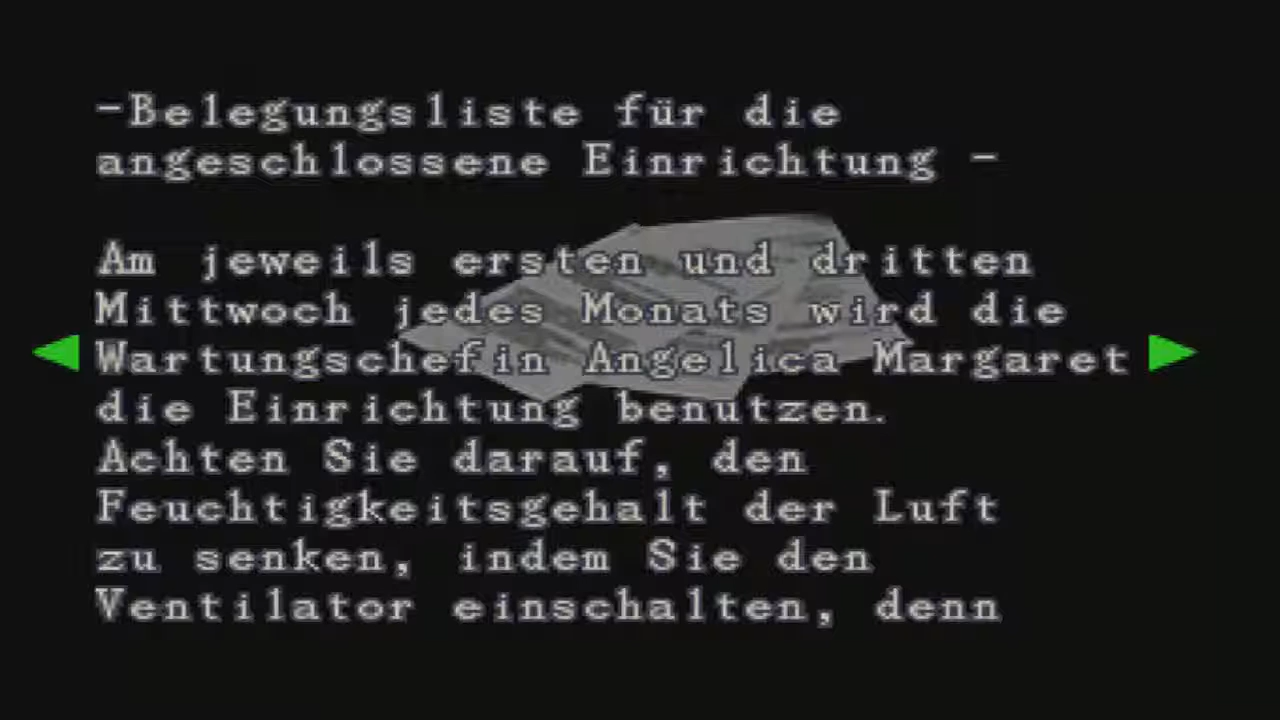 -Belegungsliste für die
angeschlossene Einrichtung -
Am jeweils ersten und dritten
Mittwoch jedes Monats wird die
Wartungschefin Angelica Margaret
die Einrichtung benutzen.
Achten Sie darauf, den
Feuchtigkeitsgehalt der Luft
zu senken, indem Sie den
Ventilator einschalten, denn